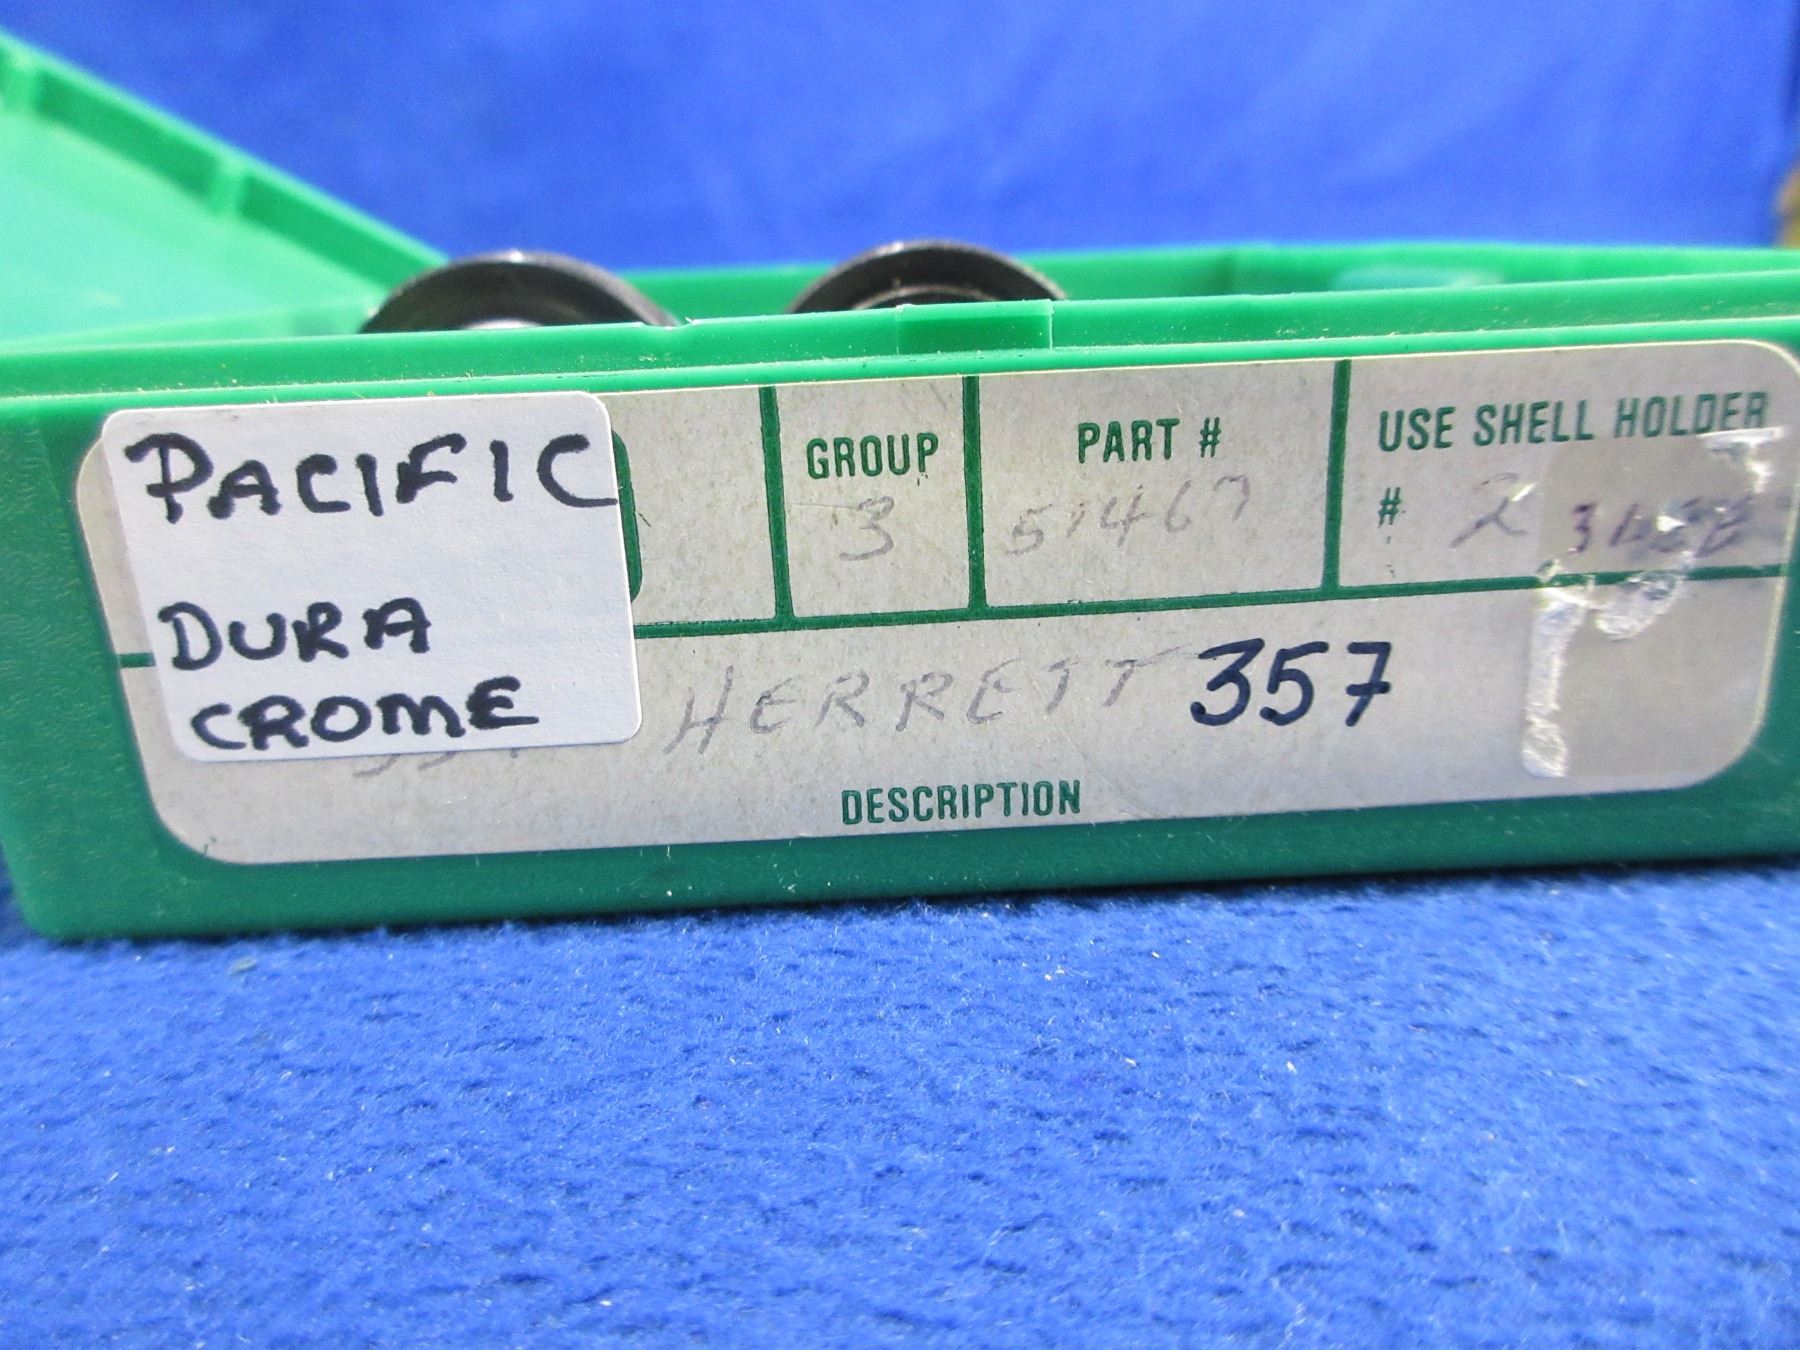 PACIFIC
DURA
CROME
GROUP
3
PART #
51467
USE SHELL HOLDER
# 2
HERRETT 357
DESCRIPTION